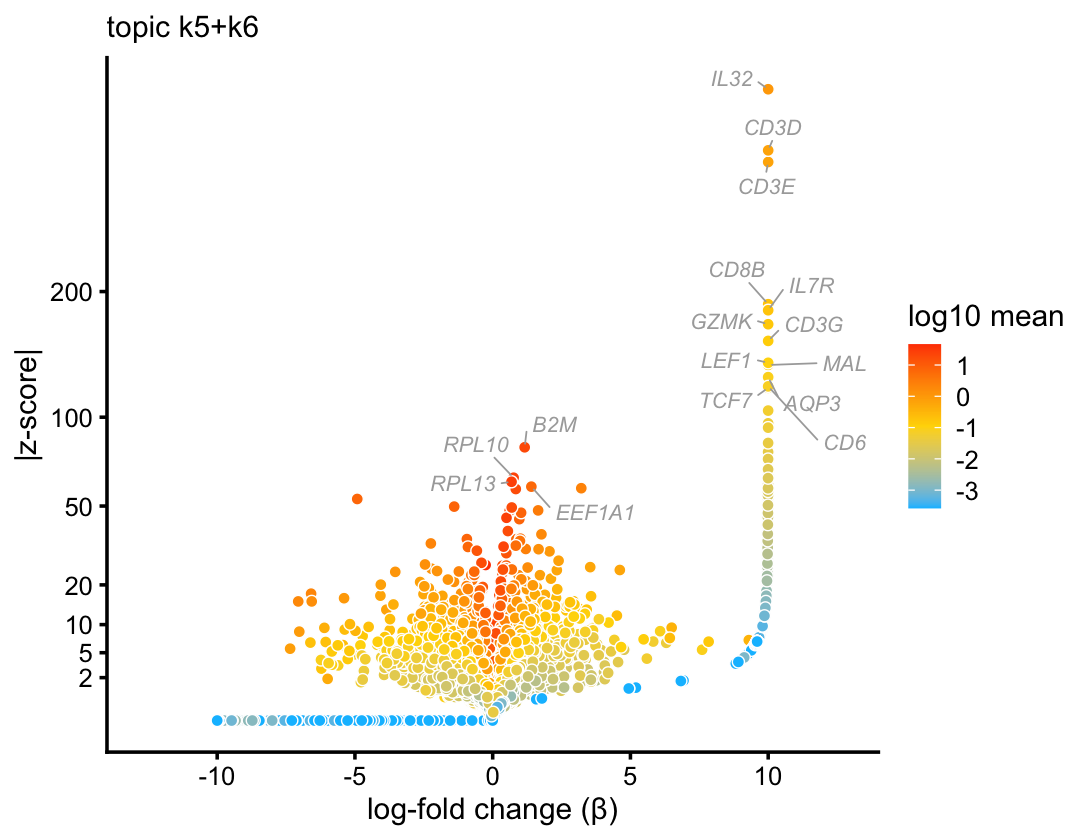 topic k5+k6
IL32
CD3D
CD3E
CD8B
IL7R
GZMK
CD3G
LEF1
MAL
TCF7
AQP3
CD6
B2M
RPL10
RPL13
EEF1A1
|z-score|
200
100
50
20
10
5
2
-10
-5
0
5
10
log-fold change (β)
log10 mean
1
0
-1
-2
-3